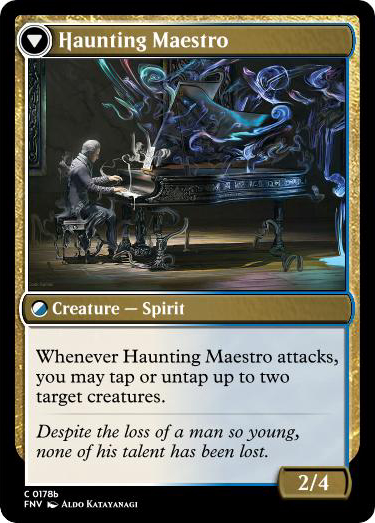 Haunting Maestro
Creature — Spirit
Whenever Haunting Maestro attacks,
you may tap or untap up to two
target creatures.
Despite the loss of a man so young,
none of his talent has been lost.
2/4
C 0178b
FNV Aldo Katayanagi